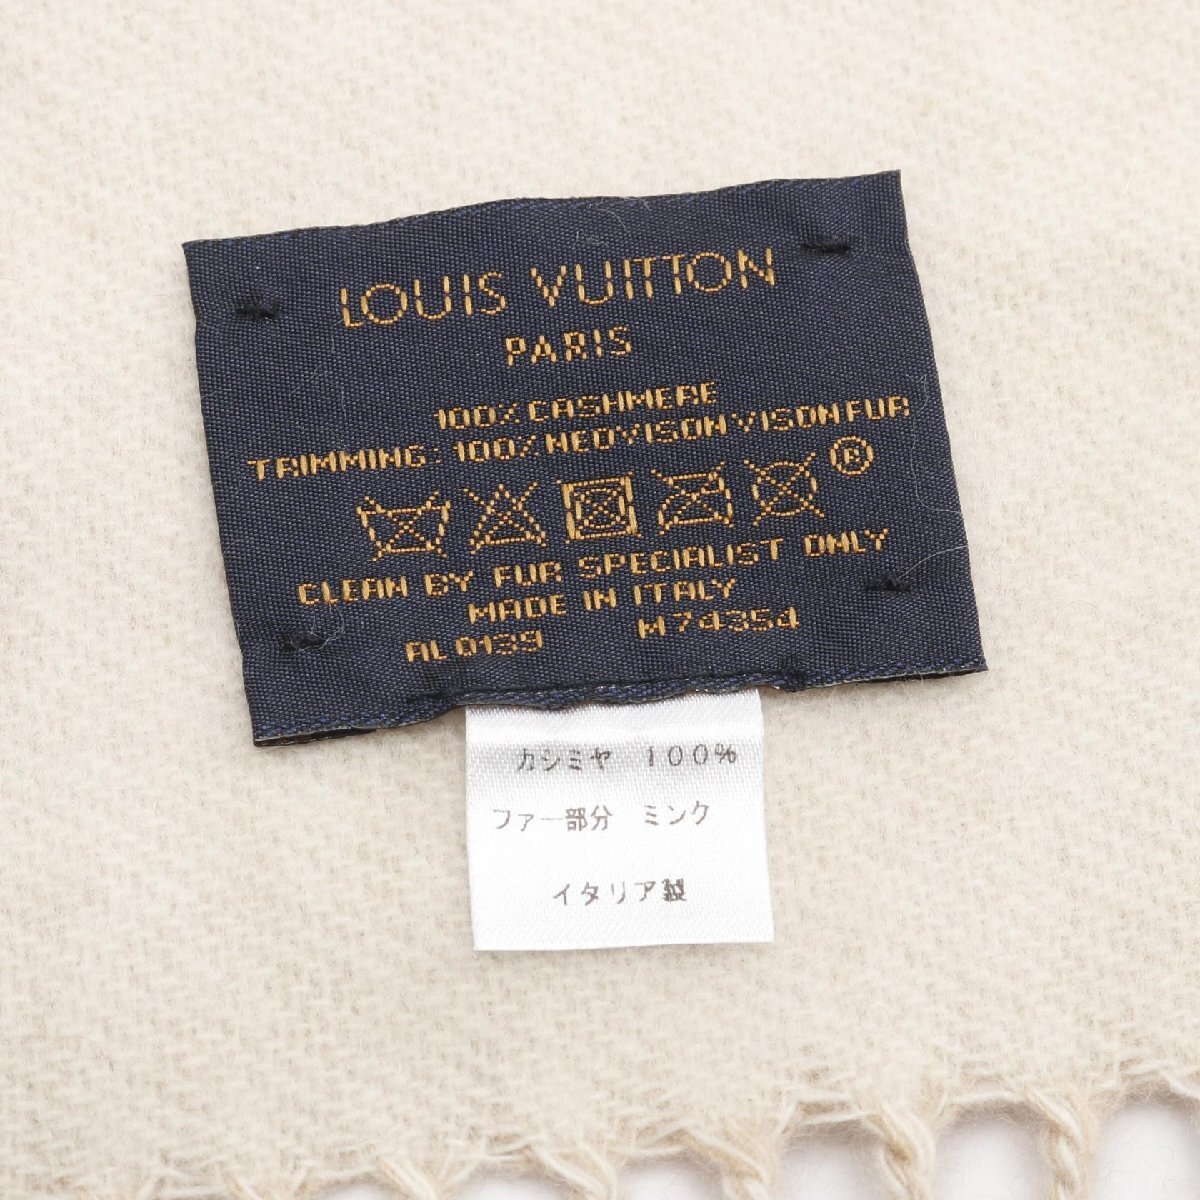 LOUIS VUITTON
PARIS
100% CASHMERE
TRIMMING: 100% NEOVISON VISON FUR
®
CLEAN BY FUR SPECIALIST ONLY
MADE IN ITALY
AL0139 M74354
カシミヤ 100%
ファー部分 ミンク
イタリア製